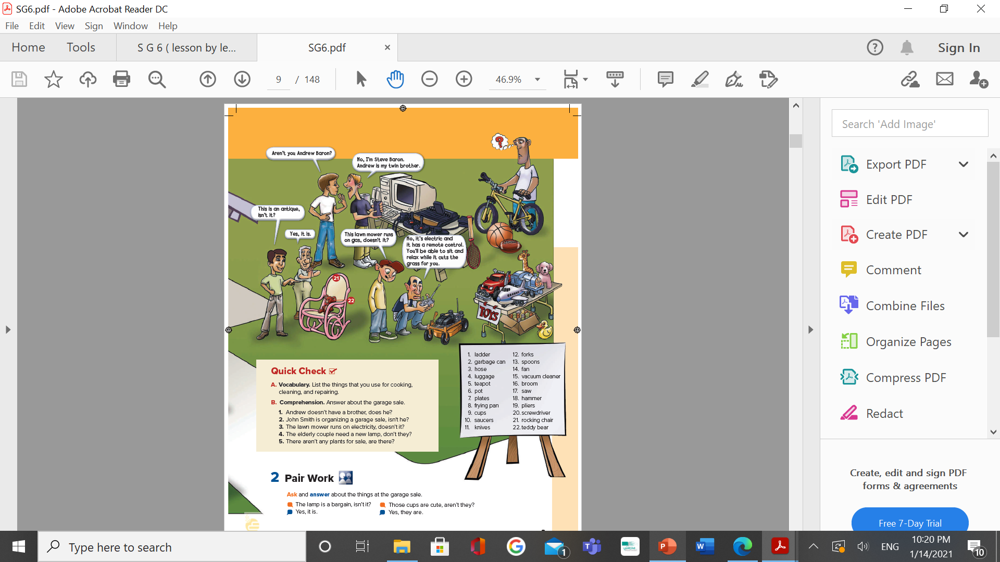 SG6.pdf - Adobe Acrobat Reader DC
File Edit View Sign Window Help
Home Tools S G 6 ( lesson by le... SG6.pdf Sign In
9 / 148 46.9%
Aren't you Andrew Baron?
No, I'm Steve Baron.
Andrew is my twin brother.
?
This is an antique,
isn't it?
Yes, it is.
This lawn mower runs
on gas, doesn't it?
No, it's electric and
it has a remote control.
You'll be able to sit and
relax while it cuts the
grass for you.
21
22
TOYS
1. ladder
2. garbage can
3. hose
4. luggage
5. teapot
6. pot
7. plates
8. frying pan
9. cups
10. saucers
11. knives
12. forks
13. spoons
14. fan
15. vacuum cleaner
16. broom
17. saw
18. hammer
19. pliers
20. screwdriver
21. rocking chair
22. teddy bear
Quick Check
A. Vocabulary. List the things that you use for cooking,
cleaning, and repairing.
B. Comprehension. Answer about the garage sale.
1. Andrew doesn't have a brother, does he?
2. John Smith is organizing a garage sale, isn't he?
3. The lawn mower runs on electricity, doesn't it?
4. The elderly couple need a new lamp, don't they?
5. There aren't any plants for sale, are there?
2 Pair Work
Ask and answer about the things at the garage sale.
The lamp is a bargain, isn't it?
Yes, it is.
Those cups are cute, aren't they?
Yes, they are.
Search 'Add Image'
Export PDF
Edit PDF
Create PDF
Comment
Combine Files
Organize Pages
Compress PDF
Redact
Create, edit and sign PDF
forms & agreements
Free 7-Day Trial
Type here to search
1
ENG
10:20 PM
1/14/2021
10